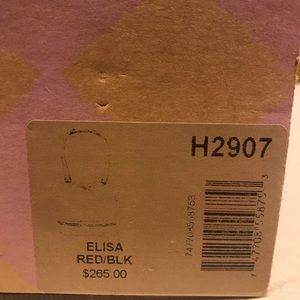 H2907
ELISA
RED/BLK
$265.00